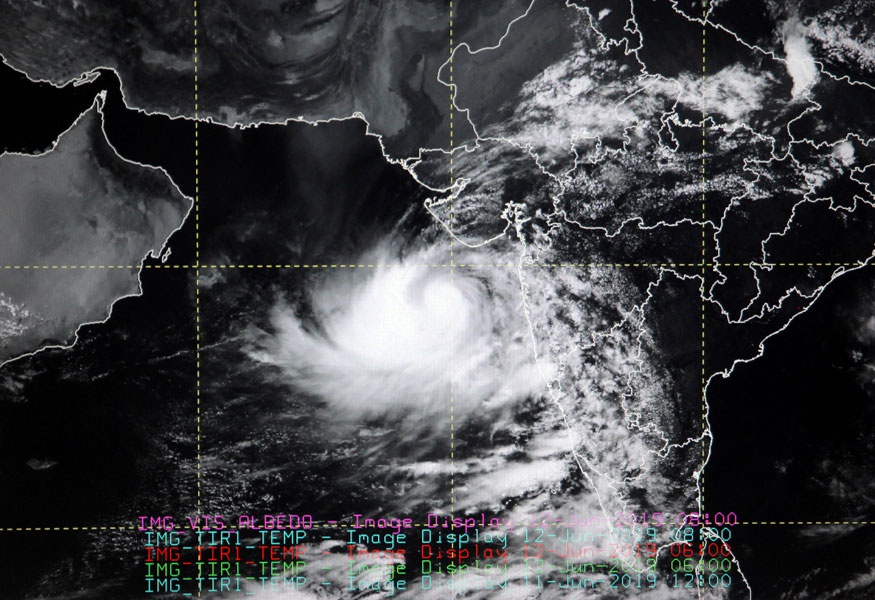 IMG_VIS_ALBEDO - Image Display 12-Jun-2019 08:00
IMG_TIR1_TEMP - Image Display 12-Jun-2019 08:00
IMG_TIR1_TEMP - Image Display 12-Jun-2019 06:00
IMG_TIR1_TEMP - Image Display 12-Jun-2019 06:00
IMG_TIR1_TEMP - Image Display 11-Jun-2019 12:00